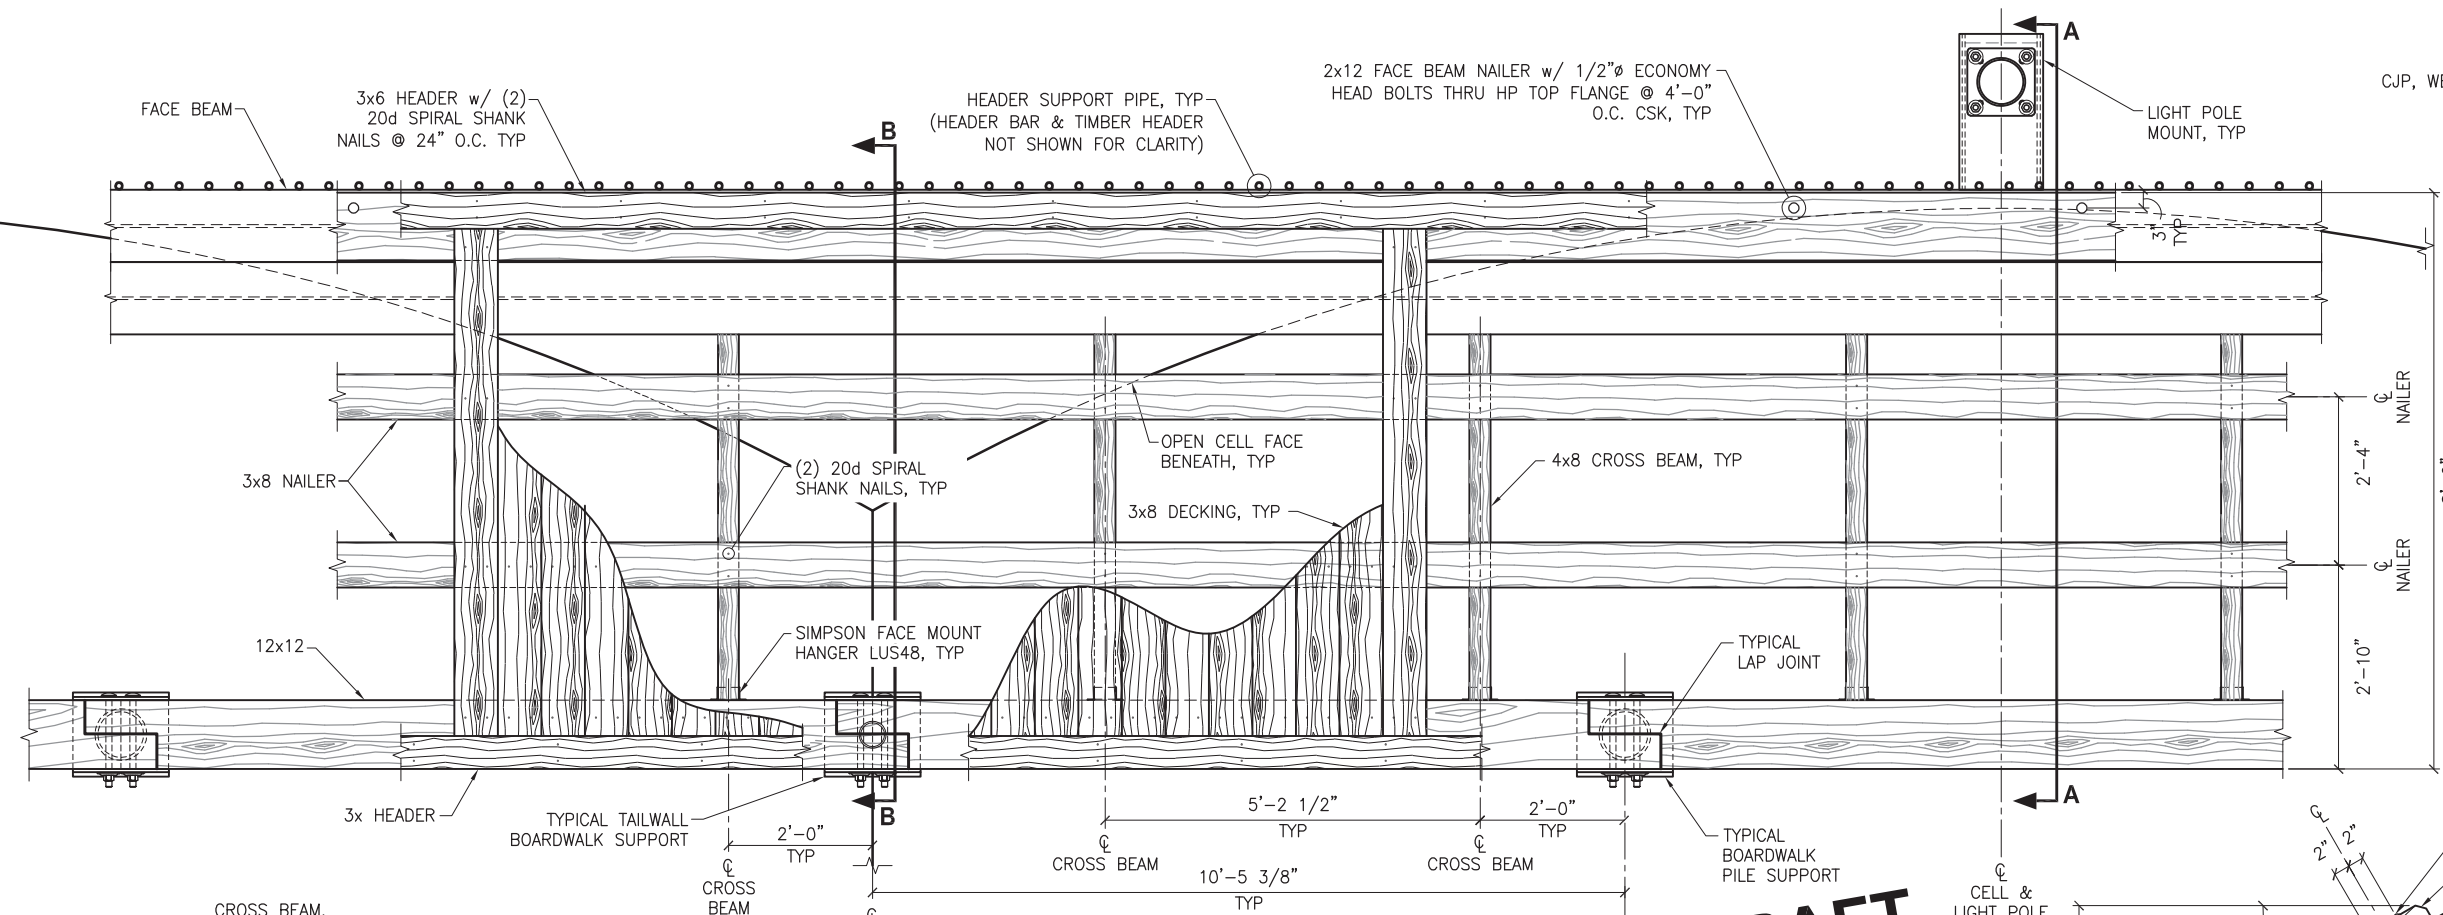 FACE BEAM
3x6 HEADER w/ (2)
20d SPIRAL SHANK
NAILS @ 24" O.C. TYP
B
HEADER SUPPORT PIPE, TYP
(HEADER BAR & TIMBER HEADER
NOT SHOWN FOR CLARITY)
2x12 FACE BEAM NAILER w/ 1/2"ø ECONOMY
HEAD BOLTS THRU HP TOP FLANGE @ 4'-0"
O.C. CSK, TYP
A
LIGHT POLE
MOUNT, TYP
CJP,
3"
TYP
℄
NAILER
2'-4"
℄
NAILER
2'-10"
3x8 NAILER
(2) 20d SPIRAL
SHANK NAILS, TYP
OPEN CELL FACE
BENEATH, TYP
3x8 DECKING, TYP
4x8 CROSS BEAM, TYP
12x12
SIMPSON FACE MOUNT
HANGER LUS48, TYP
TYPICAL
LAP JOINT
3x HEADER
TYPICAL TAILWALL
BOARDWALK SUPPORT
B
A
2'-0"
TYP
5'-2 1/2"
TYP
2'-0"
TYP
℄
CROSS
BEAM
℄
CROSS BEAM
℄
CROSS BEAM
10'-5 3/8"
TYP
TYPICAL
BOARDWALK
PILE SUPPORT
℄
CELL &
LIGHT POLE
℄
2"
2"
CROSS BEAM,